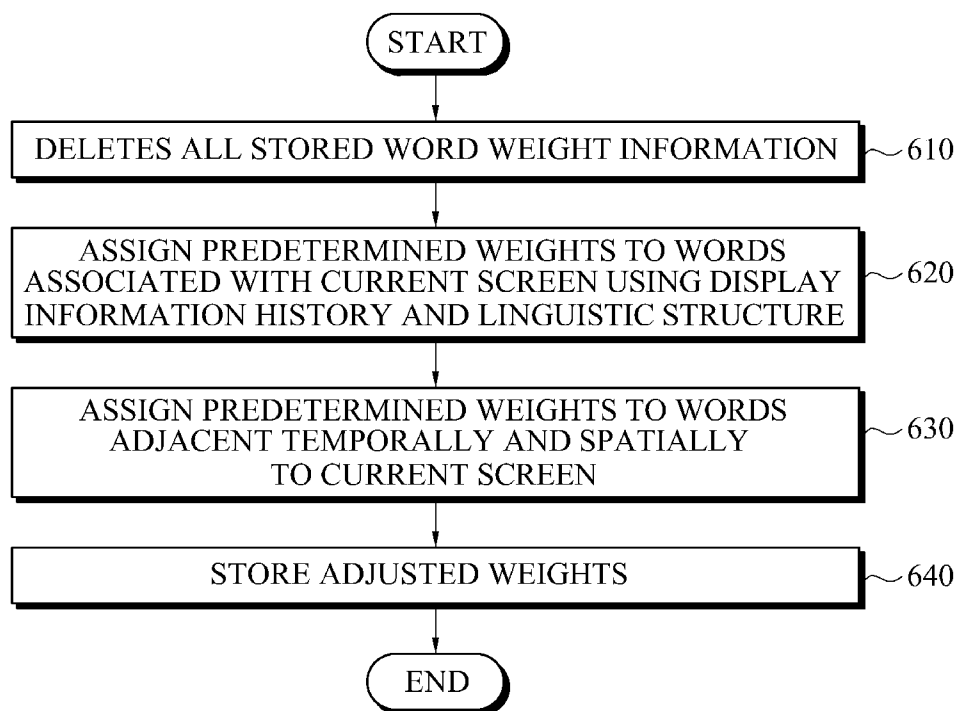 START
DELETES ALL STORED WORD WEIGHT INFORMATION
610
ASSIGN PREDETERMINED WEIGHTS TO WORDS
ASSOCIATED WITH CURRENT SCREEN USING DISPLAY
INFORMATION HISTORY AND LINGUISTIC STRUCTURE
620
ASSIGN PREDETERMINED WEIGHTS TO WORDS
ADJACENT TEMPORALLY AND SPATIALLY
TO CURRENT SCREEN
630
STORE ADJUSTED WEIGHTS
640
END